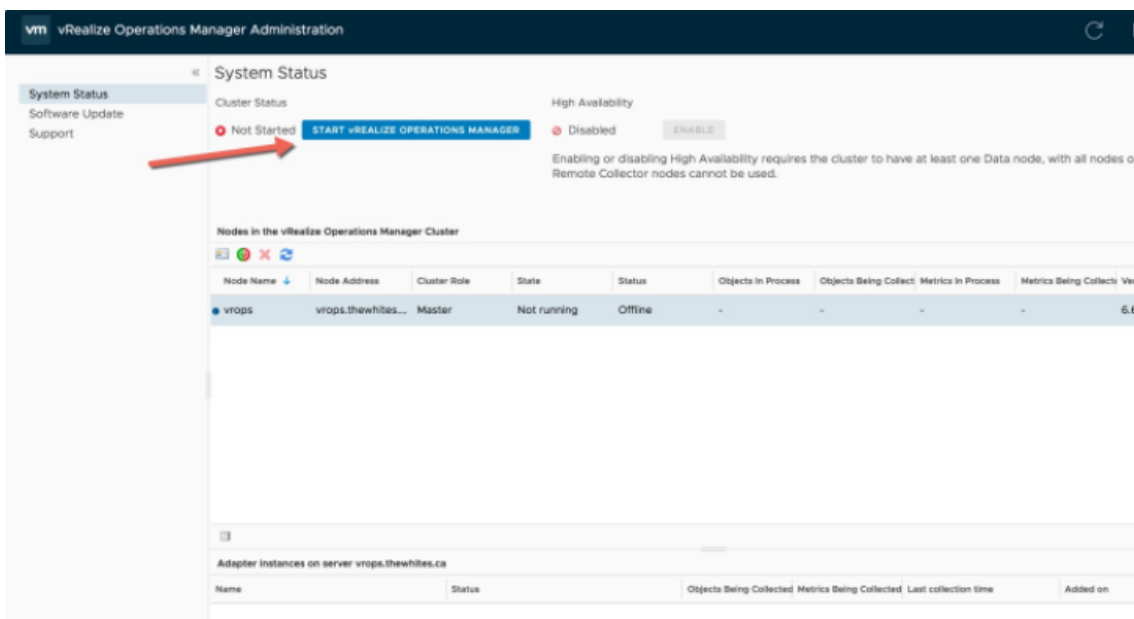 vm vRealize Operations Manager Administration
System Status
Software Update
Support
System Status
Cluster Status
Not Started START vREALIZE OPERATIONS MANAGER
High Availability
Disabled ENABLE
Enabling or disabling High Availability requires the cluster to have at least one Data node, with all nodes o
Remote Collector nodes cannot be used.
Nodes in the vRealize Operations Manager Cluster
Node Name Node Address Cluster Role State Status Objects In Process Objects Being Collect Metrics In Process Metrics Being Collecti Ver
vrops vrops.thewhites.... Master Not running Offline - - - - 6.6
Adapter instances on server vrops.thewhites.ca
Name Status Objects Being Collected Metrics Being Collected Last collection time Added on